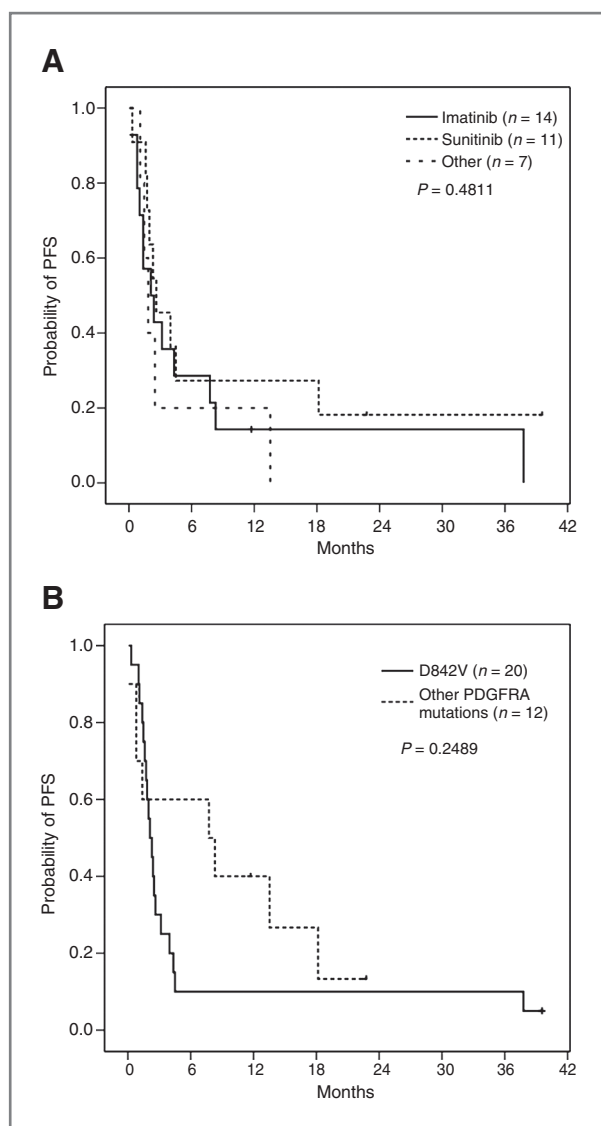 A
Imatinib (n = 14)
Sunitinib (n = 11)
Other (n = 7)
P = 0.4811
Probability of PFS
1.0
0.8
0.6
0.4
0.2
0.0
0 6 12 18 24 30 36 42
Months
B
D842V (n = 20)
Other PDGFRA
mutations (n = 12)
P = 0.2489
Probability of PFS
1.0
0.8
0.6
0.4
0.2
0.0
0 6 12 18 24 30 36 42
Months